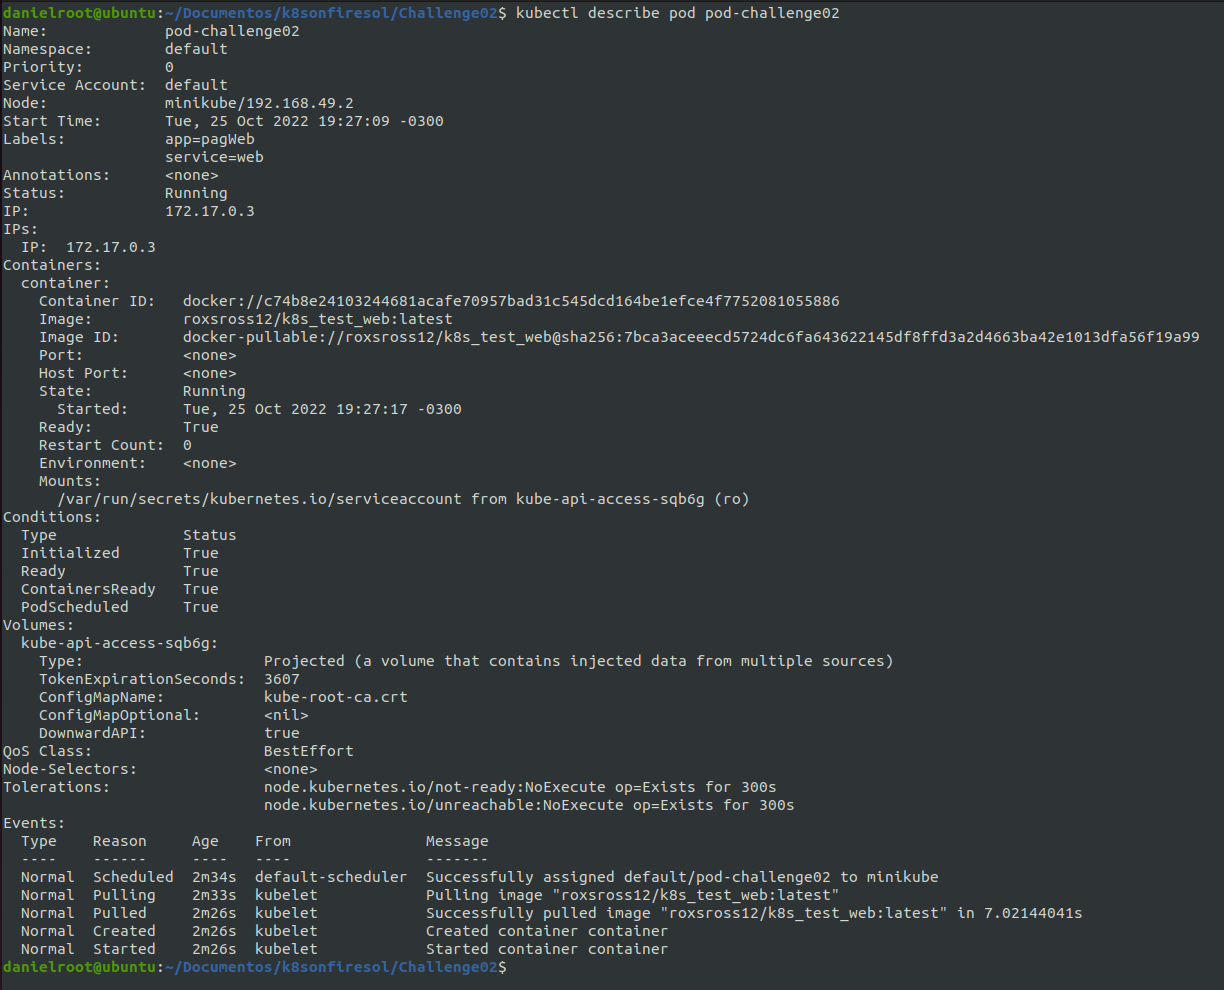 danielroot@ubuntu:~/Documentos/k8sonfiresol/Challenge02$ kubectl describe pod pod-challenge02
Name:             pod-challenge02
Namespace:        default
Priority:         0
Service Account:  default
Node:             minikube/192.168.49.2
Start Time:       Tue, 25 Oct 2022 19:27:09 -0300
Labels:           app=pagWeb
                  service=web
Annotations:      <none>
Status:           Running
IP:               172.17.0.3
IPs:
  IP:  172.17.0.3
Containers:
  container:
    Container ID:   docker://c74b8e24103244681acafe70957bad31c545dcd164be1efce4f7752081055886
    Image:          roxsross12/k8s_test_web:latest
    Image ID:       docker-pullable://roxsross12/k8s_test_web@sha256:7bca3aceeecd5724dc6fa643622145df8ffd3a2d4663ba42e1013dfa56f19a99
    Port:           <none>
    Host Port:      <none>
    State:          Running
      Started:      Tue, 25 Oct 2022 19:27:17 -0300
    Ready:          True
    Restart Count:  0
    Environment:    <none>
    Mounts:
      /var/run/secrets/kubernetes.io/serviceaccount from kube-api-access-sqb6g (ro)
Conditions:
  Type              Status
  Initialized       True
  Ready             True
  ContainersReady   True
  PodScheduled      True
Volumes:
  kube-api-access-sqb6g:
    Type:                    Projected (a volume that contains injected data from multiple sources)
    TokenExpirationSeconds:  3607
    ConfigMapName:           kube-root-ca.crt
    ConfigMapOptional:       <nil>
    DownwardAPI:             true
QoS Class:                   BestEffort
Node-Selectors:              <none>
Tolerations:                 node.kubernetes.io/not-ready:NoExecute op=Exists for 300s
                             node.kubernetes.io/unreachable:NoExecute op=Exists for 300s
Events:
  Type    Reason     Age    From               Message
  ----    ------     ----   ----               -------
  Normal  Scheduled  2m34s  default-scheduler  Successfully assigned default/pod-challenge02 to minikube
  Normal  Pulling    2m33s  kubelet            Pulling image "roxsross12/k8s_test_web:latest"
  Normal  Pulled     2m26s  kubelet            Successfully pulled image "roxsross12/k8s_test_web:latest" in 7.02144041s
  Normal  Created    2m26s  kubelet            Created container container
  Normal  Started    2m26s  kubelet            Started container container
danielroot@ubuntu:~/Documentos/k8sonfiresol/Challenge02$